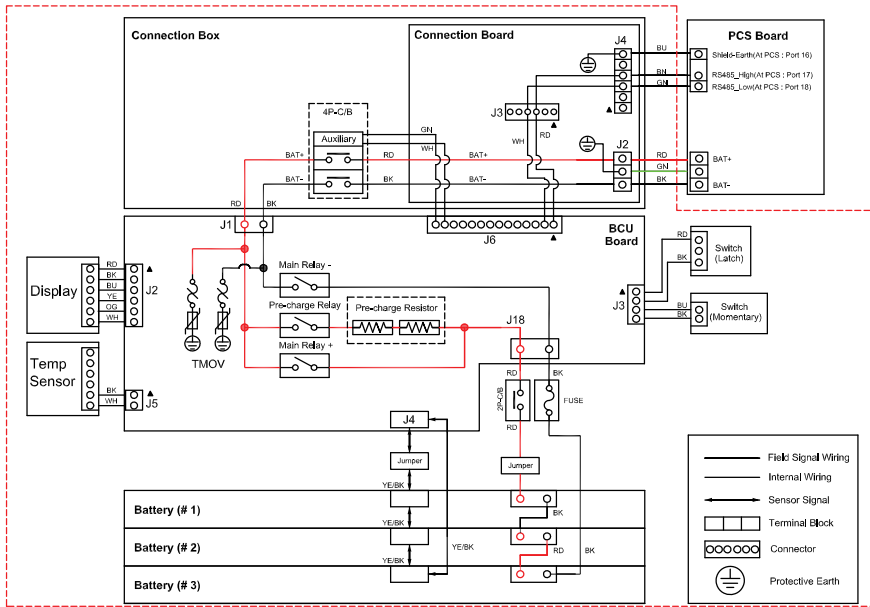 Connection Box
Connection Board
PCS Board
J4
BU
Shield-Earth(At PCS : Port 16)
BN
RS485_High(At PCS : Port 17)
GN
RS485_Low(At PCS : Port 18)
4P-C/B
J3
Auxiliary
GN
WH
WH
RD
J2
BAT+
RD
BAT+
RD
BAT+
GN
BAT-
BK
BAT-
BK
BAT-
RD
BK
J1
J6
BCU
Board
RD
Switch
(Latch)
BK
Display
RD
BK
BU
YE
OG
WH
J2
Main Relay -
Pre-charge Relay
Pre-charge Resistor
J3
BU
BK
Switch
(Momentary)
TMOV
Main Relay +
J18
Temp
Sensor
BK
WH
J5
RD
BK
2P-C/B
FUSE
RD
J4
Jumper
Jumper
YE/BK
Battery (# 1)
BK
YE/BK
Battery (# 2)
YE/BK
RD
BK
YE/BK
Battery (# 3)
Field Signal Wiring
Internal Wiring
Sensor Signal
Terminal Block
Connector
Protective Earth